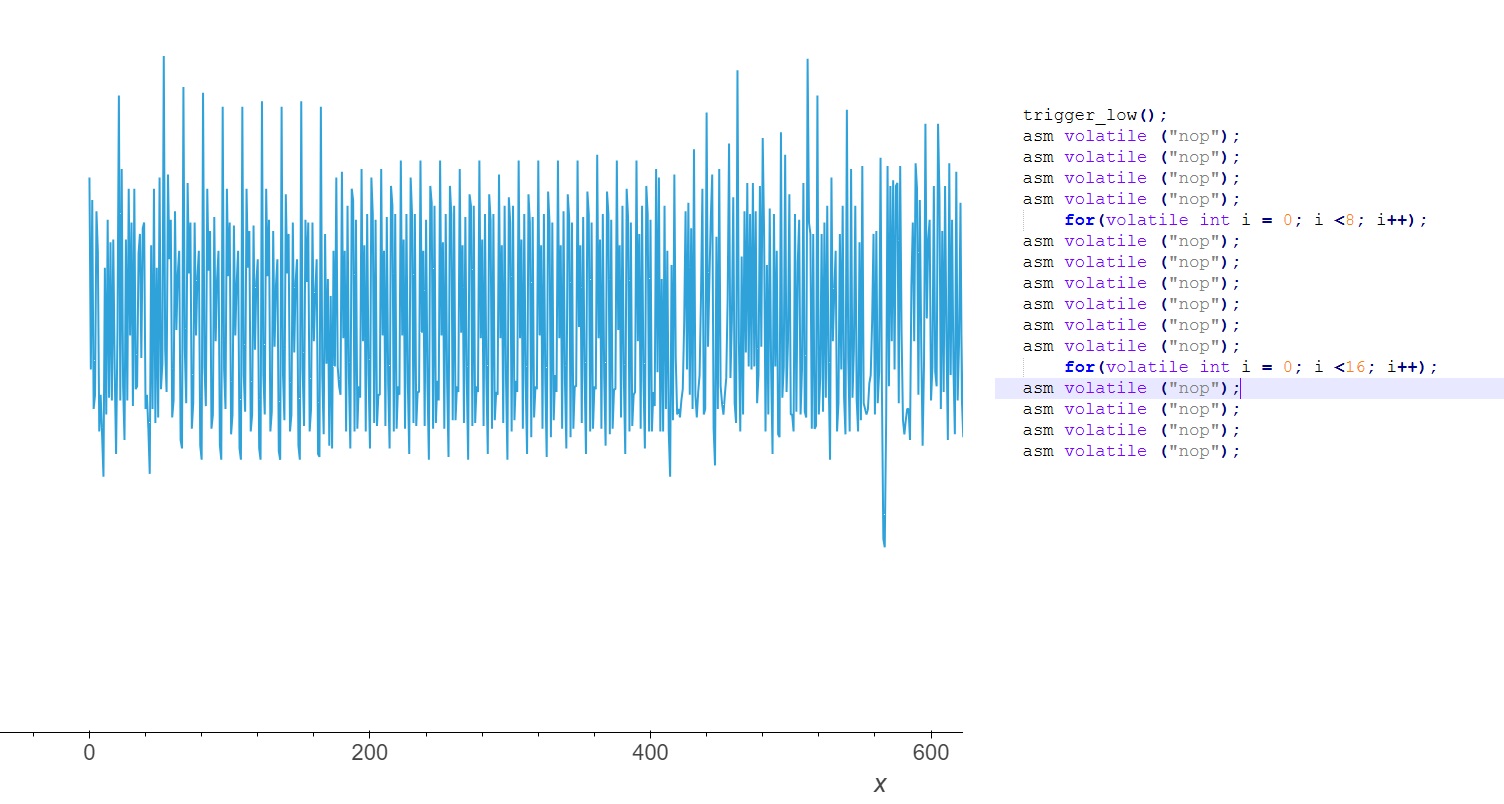 trigger_low();
asm volatile ("nop");
asm volatile ("nop");
asm volatile ("nop");
asm volatile ("nop");
for(volatile int i = 0; i <8; i++);
asm volatile ("nop");
asm volatile ("nop");
asm volatile ("nop");
asm volatile ("nop");
asm volatile ("nop");
asm volatile ("nop");
for(volatile int i = 0; i <16; i++);
asm volatile ("nop");
asm volatile ("nop");
asm volatile ("nop");
asm volatile ("nop");
0 200 400 600
x